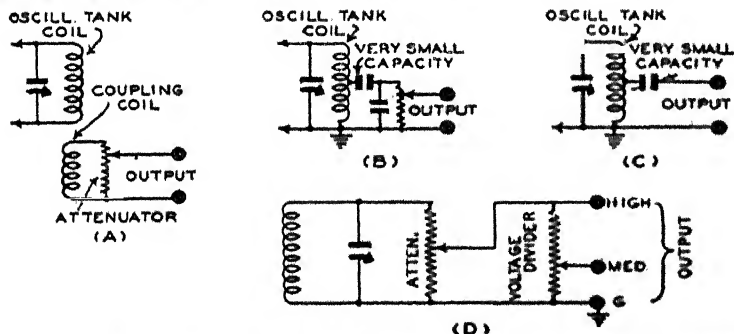 OSCILL. TANK
COIL
COUPLING
COIL
OUTPUT
ATTENUATOR
(A)
OSCILL. TANK
COIL
VERY SMALL
CAPACITY
OUTPUT
(B)
OSCILL. TANK
COIL
VERY SMALL
CAPACITY
OUTPUT
(C)
ATTEN.
VOLTAGE
DIVIDER
HIGH
MED.
G
OUTPUT
(D)